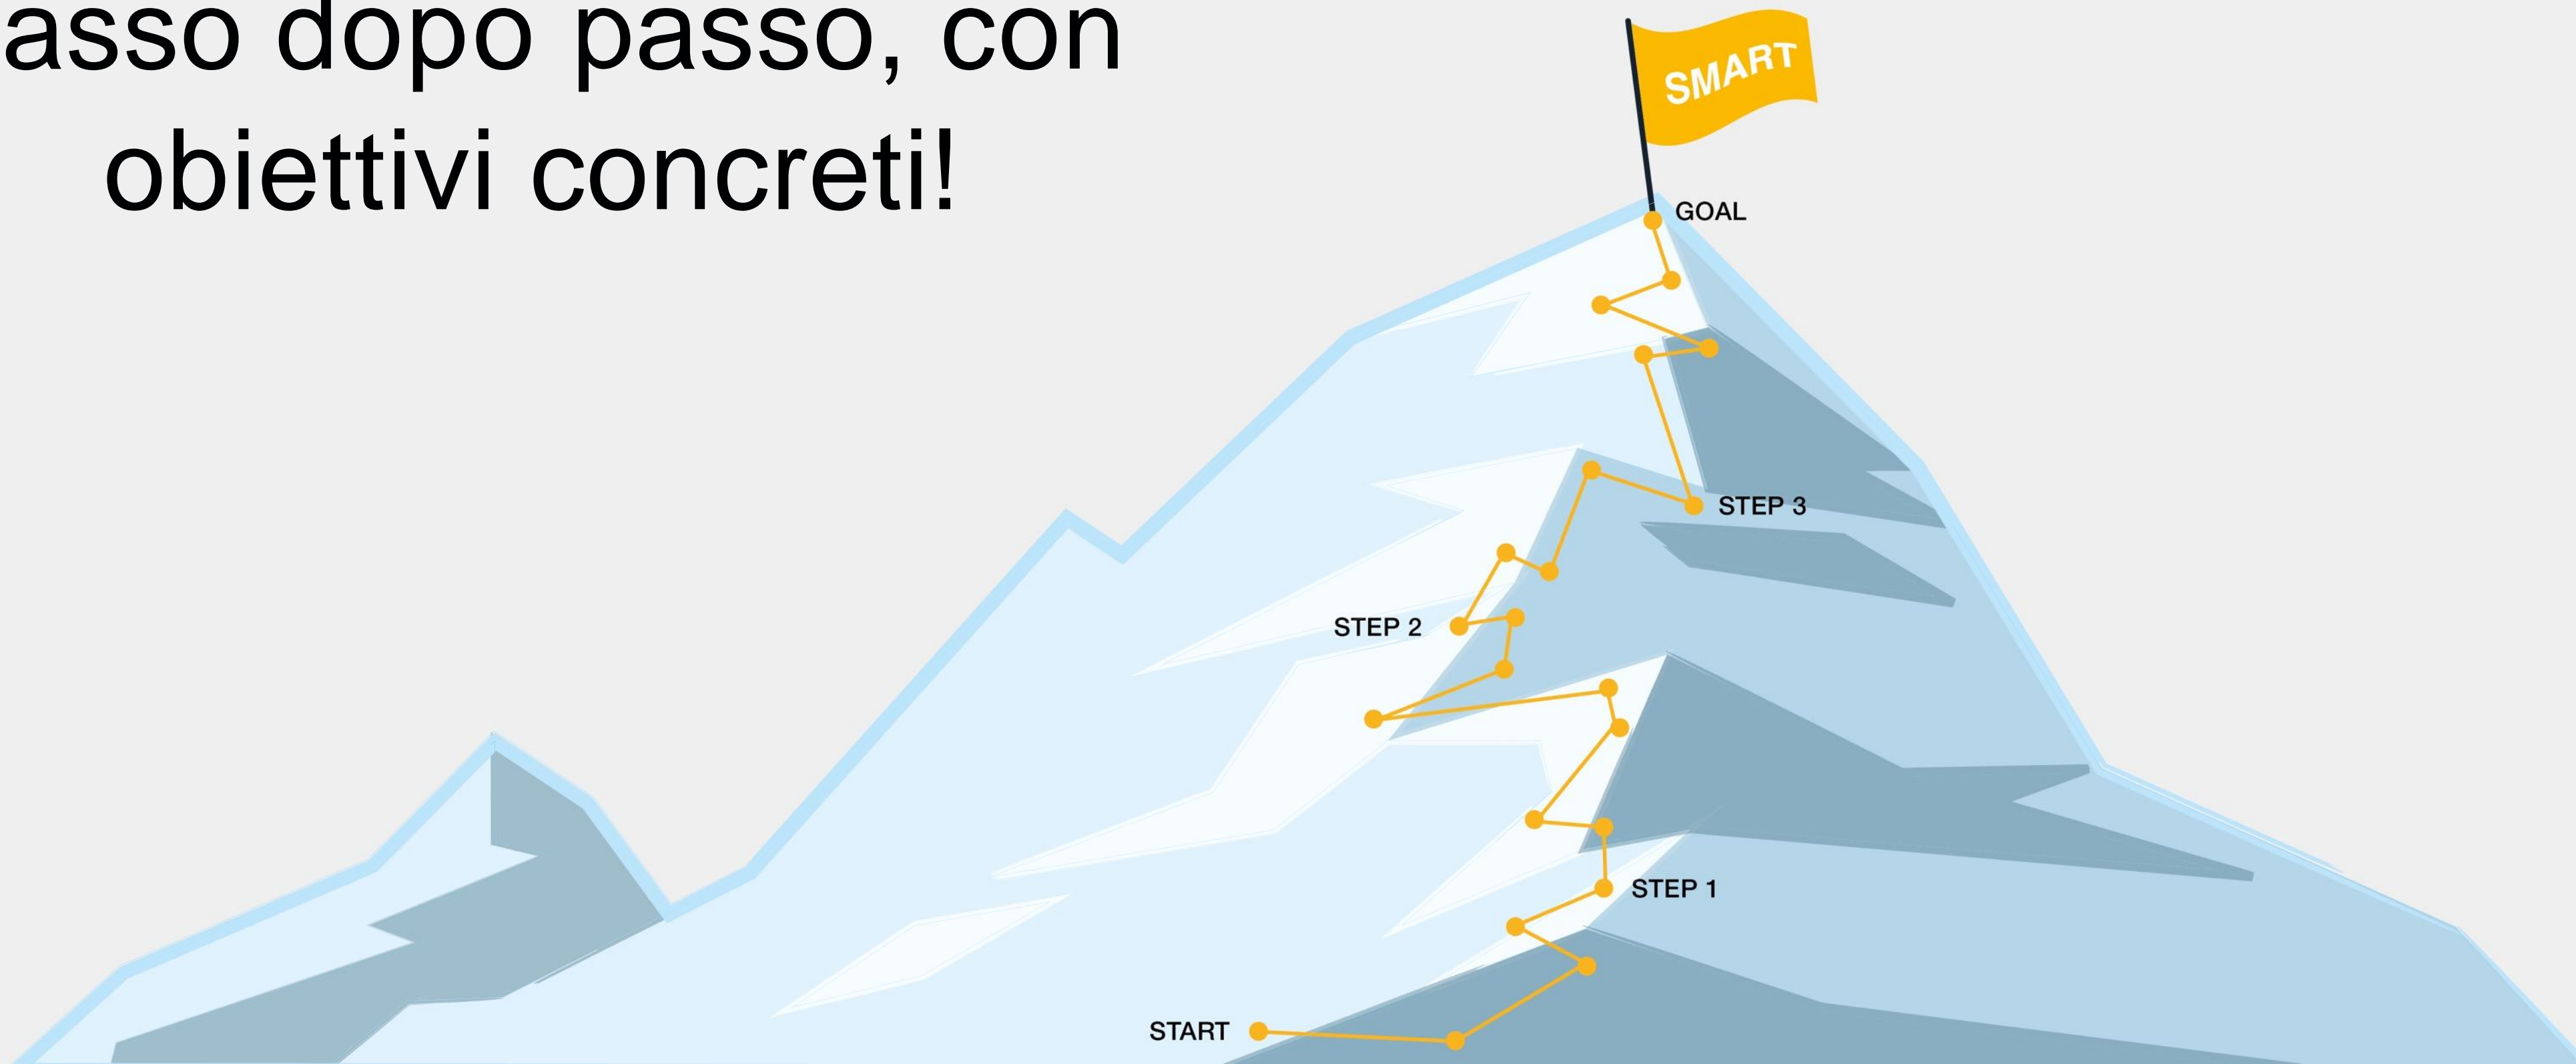 asso dopo passo, con
obiettivi concreti!
SMART
GOAL
STEP 3
STEP 2
STEP 1
START